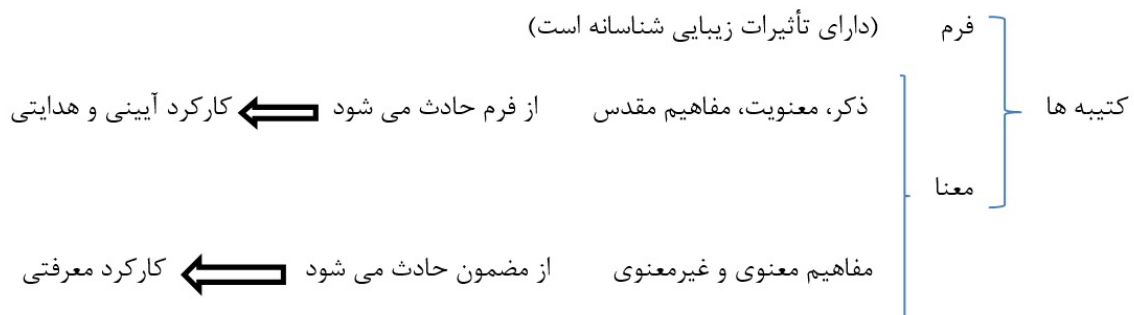 فرم (دارای تأثیرات زیبایی شناسانه است)
ذکر، معنویت، مفاهیم مقدس از فرم حادث می شود کارکرد آیینی و هدایتی
کتیبه ها
معنا
مفاهیم معنوی و غیرمعنوی از مضمون حادث می شود کارکرد معرفتی